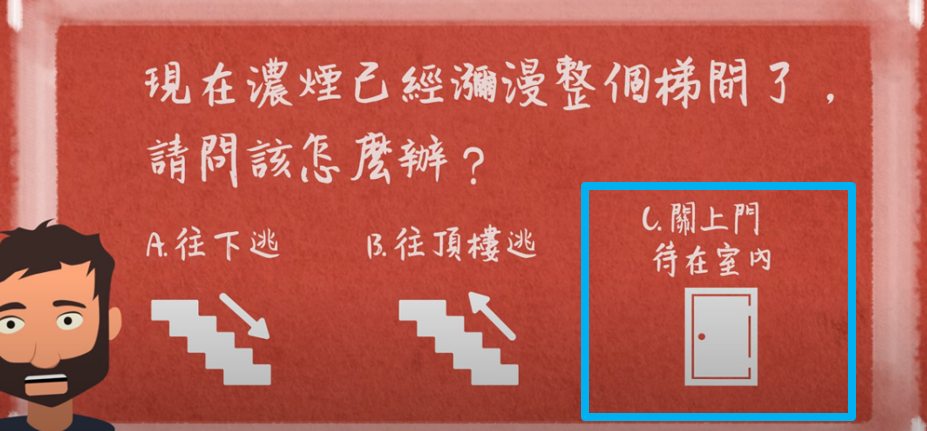 現在濃煙已經瀰漫整個梯間了，
請問該怎麼辦？
A.往下逃
B.往頂樓逃
C.關上門
待在室內